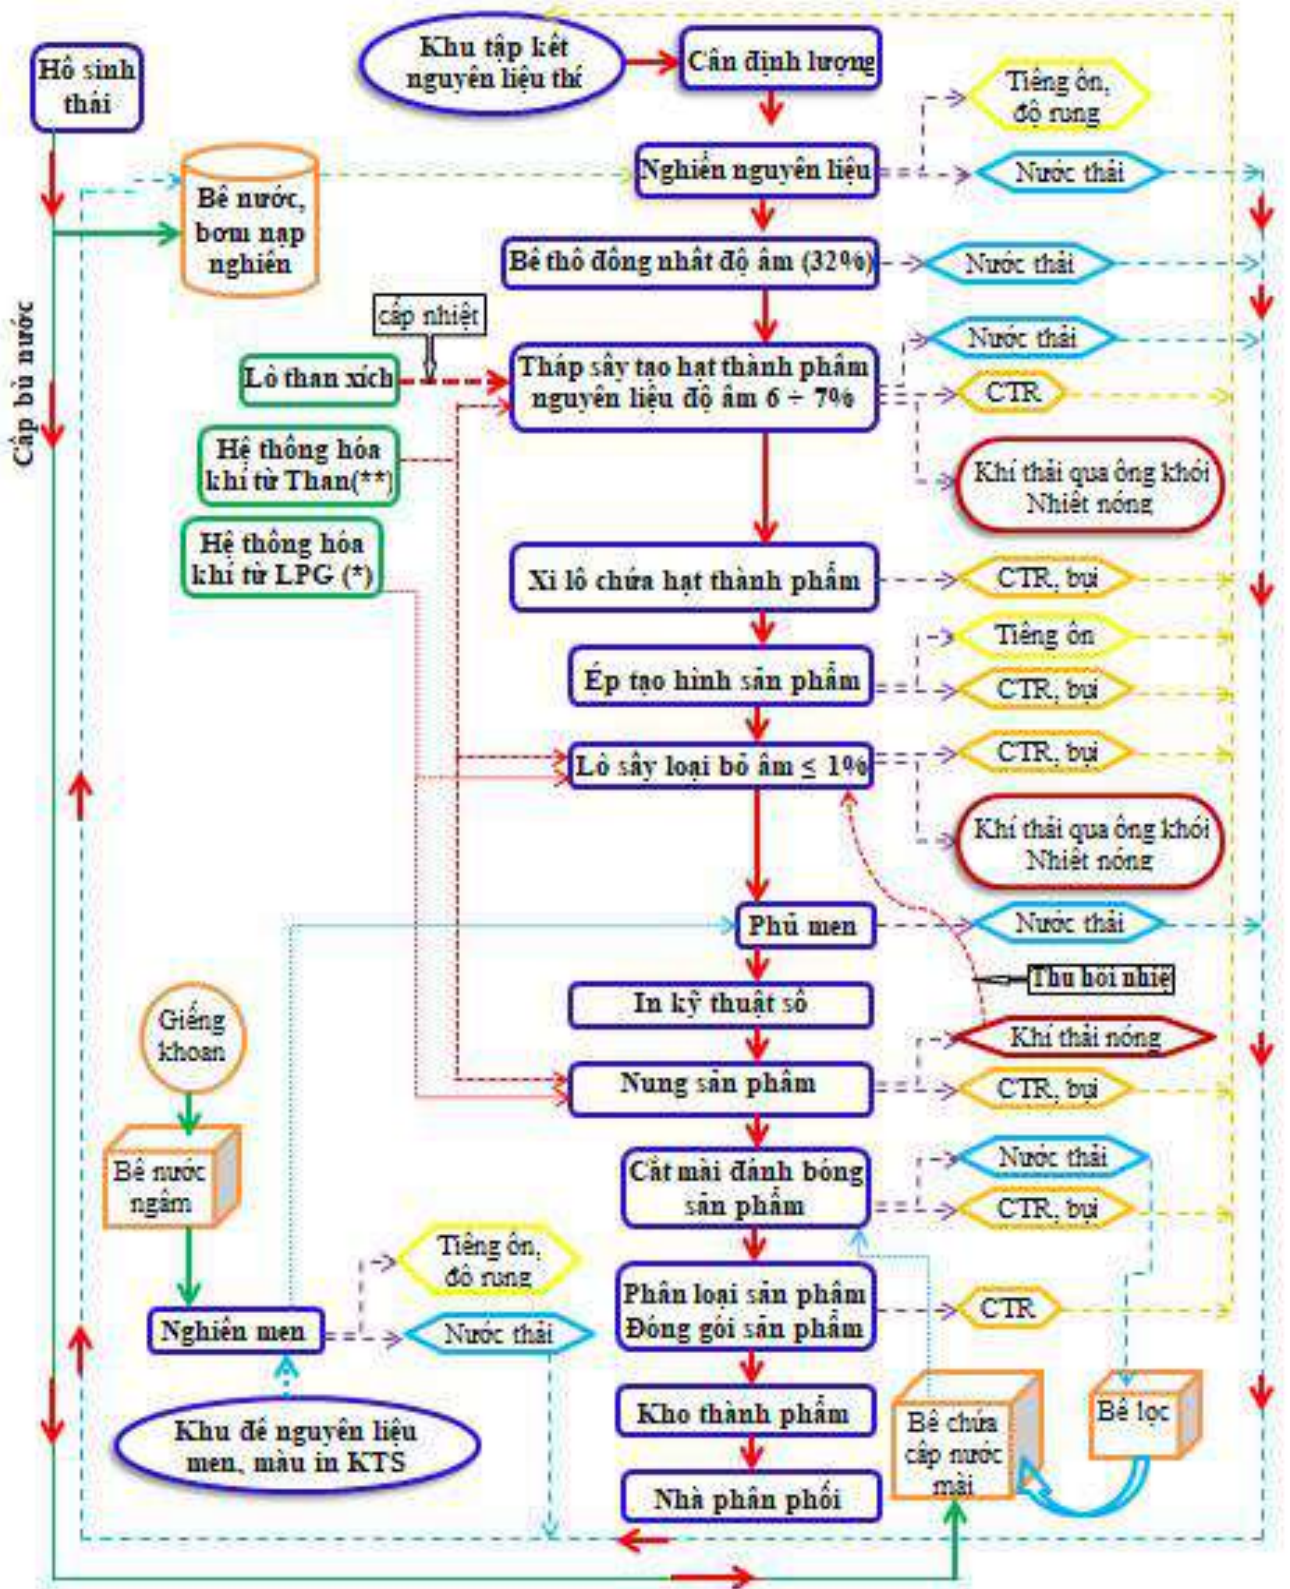 Khu tập kết
nguyên liệu thí
Cân định lượng
Hồ sinh
thái
Tiếng ồn,
độ rung
Nghiền nguyên liệu
Nước thải
Bể nước,
bơm nạp
nghiền
Bể thô đồng nhất độ ẩm (32%)
Nước thải
Cấp bù nước
cấp nhiệt
Nước thải
Lò than xích
Tháp sấy tạo hạt thành phẩm
nguyên liệu độ ẩm 6 ÷ 7%
CTR
Hệ thống hóa
khí từ Than(**)
Khí thải qua ống khói
Nhiệt nóng
Hệ thống hóa
khí từ LPG (*)
Xi lô chứa hạt thành phẩm
CTR, bụi
Tiếng ồn
Ép tạo hình sản phẩm
CTR, bụi
Lò sấy loại bỏ ẩm ≤ 1%
CTR, bụi
Khí thải qua ống khói
Nhiệt nóng
Phủ men
Nước thải
Thu hồi nhiệ
Giếng
khoan
In kỹ thuật số
Khí thải nóng
Nung sản phẩm
CTR, bụi
Bể nước
ngầm
Cắt mài đánh bóng
sản phẩm
Nước thải
CTR, bụi
Tiếng ồn,
độ rung
Nghiền men
Nước thải
Phân loại sản phẩm
Đóng gói sản phẩm
CTR
Khu để nguyên liệu
men, màu in KTS
Kho thành phẩm
Bể chứa
cấp nước
mài
Bể lọc
Nhà phân phối